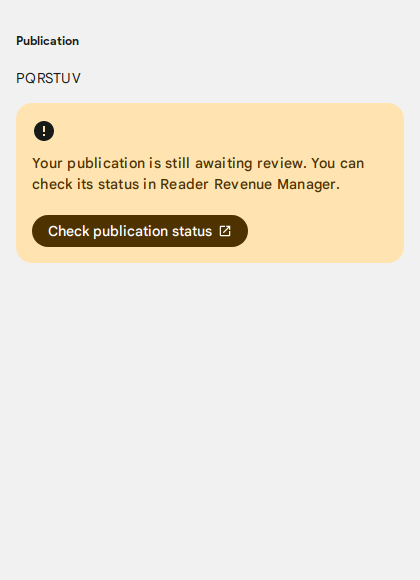 Publication
PQRSTUV
Your publication is still awaiting review. You can
check its status in Reader Revenue Manager.
Check publication status